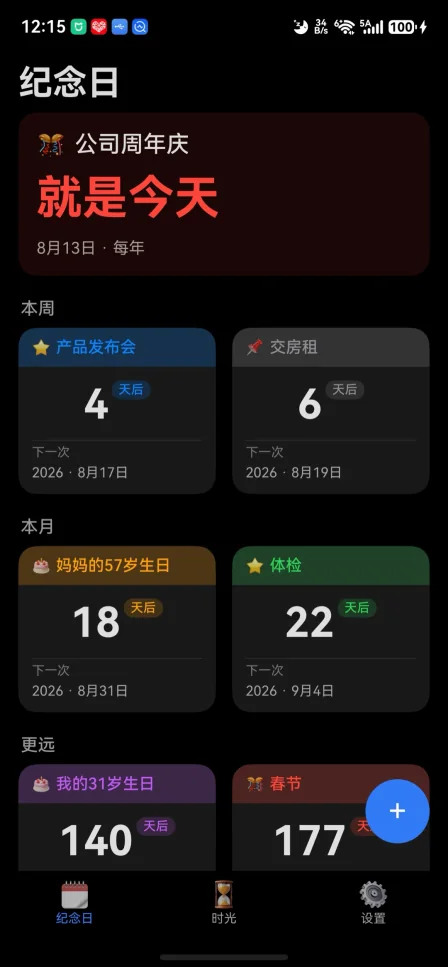 12:15
34
B/s
6
5A
100
纪念日
公司周年庆
就是今天
8月13日 · 每年
本周
产品发布会
4 天后
下一次
2026 · 8月17日
交房租
6 天后
下一次
2026 · 8月19日
本月
妈妈的57岁生日
18 天后
下一次
2026 · 8月31日
体检
22 天后
下一次
2026 · 9月4日
更远
我的31岁生日
140 天后
春节
177 天
纪念日
时光
设置